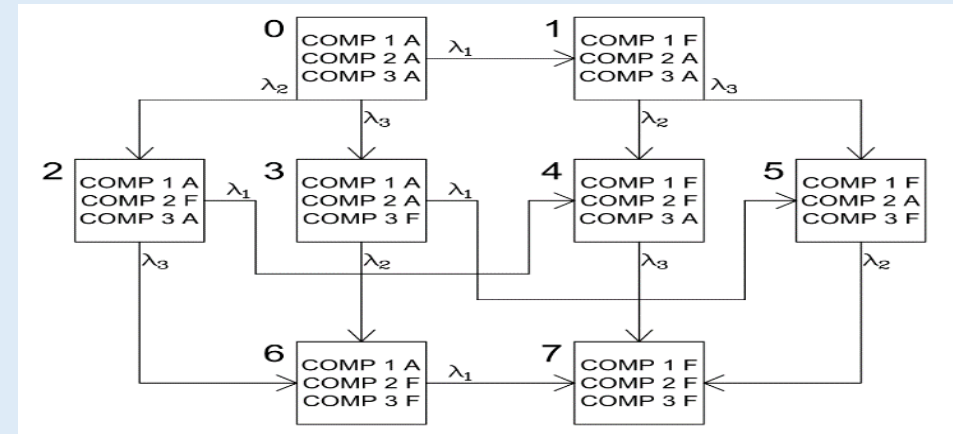 0
COMP 1 A
COMP 2 A
COMP 3 A
λ1
1
COMP 1 F
COMP 2 A
COMP 3 A
λ2
λ3
λ2
λ3
2
COMP 1 A
COMP 2 F
COMP 3 A
λ1
3
COMP 1 A
COMP 2 A
COMP 3 F
λ1
4
COMP 1 F
COMP 2 F
COMP 3 A
5
COMP 1 F
COMP 2 A
COMP 3 F
λ3
λ2
λ3
λ2
6
COMP 1 A
COMP 2 F
COMP 3 F
λ1
7
COMP 1 F
COMP 2 F
COMP 3 F